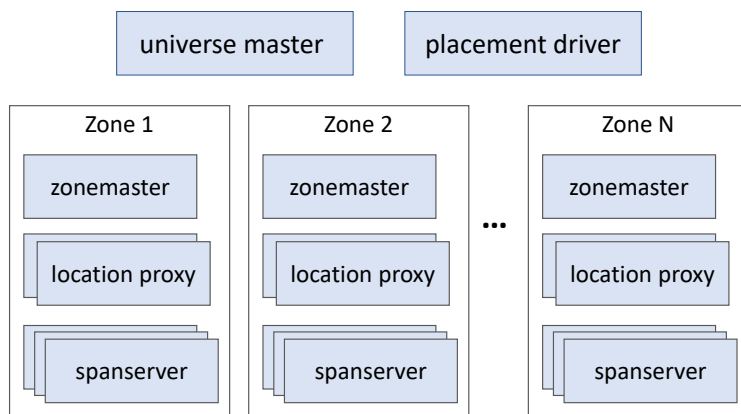 universe master
placement driver
Zone 1
Zone 2
Zone N
zonemaster
zonemaster
zonemaster
...
location proxy
location proxy
location proxy
spanserver
spanserver
spanserver